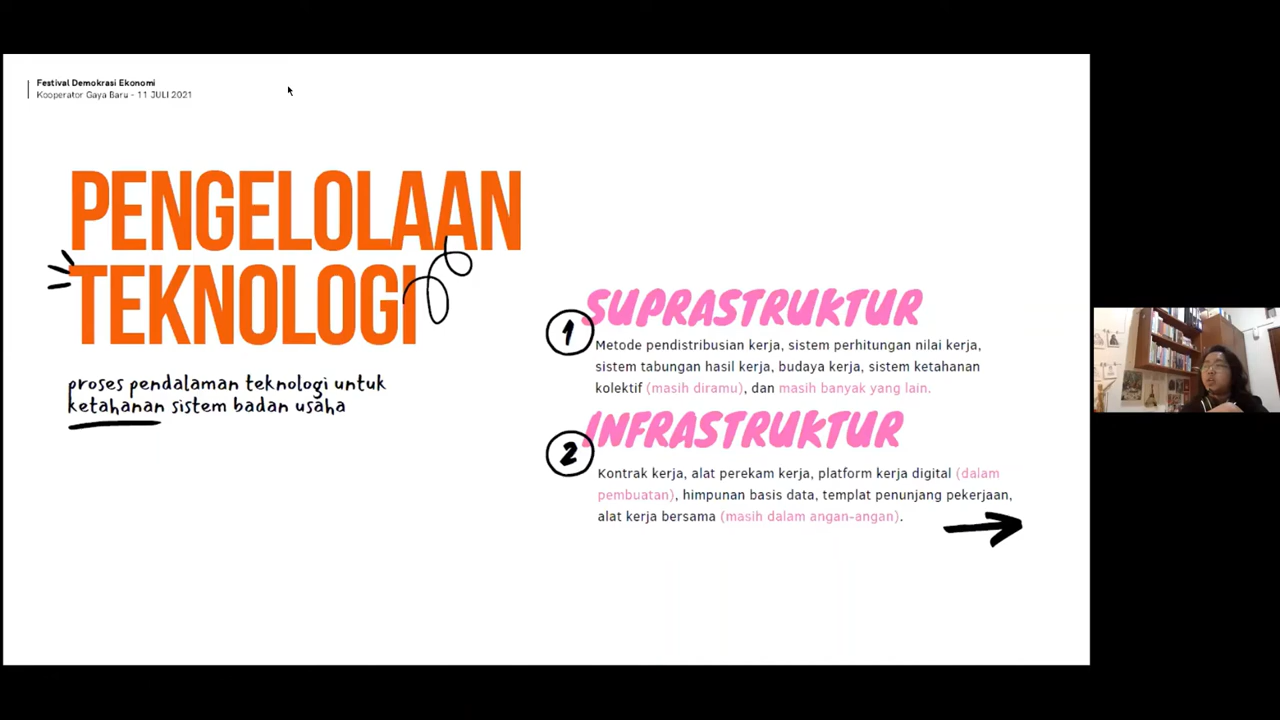 Festival Demokrasi Ekonomi
Kooperator Gaya Baru - 11 JULI 2021
PENGELOLAAN
TEKNOLOGI
proses pendalaman teknologi untuk
ketahanan sistem badan usaha
1
SUPRASTRUKTUR
Metode pendistribusian kerja, sistem perhitungan nilai kerja,
sistem tabungan hasil kerja, budaya kerja, sistem ketahanan
kolektif (masih diramu), dan masih banyak yang lain.
2
INFRASTRUKTUR
Kontrak kerja, alat perekam kerja, platform kerja digital (dalam
pembuatan), himpunan basis data, templat penunjang pekerjaan,
alat kerja bersama (masih dalam angan-angan).